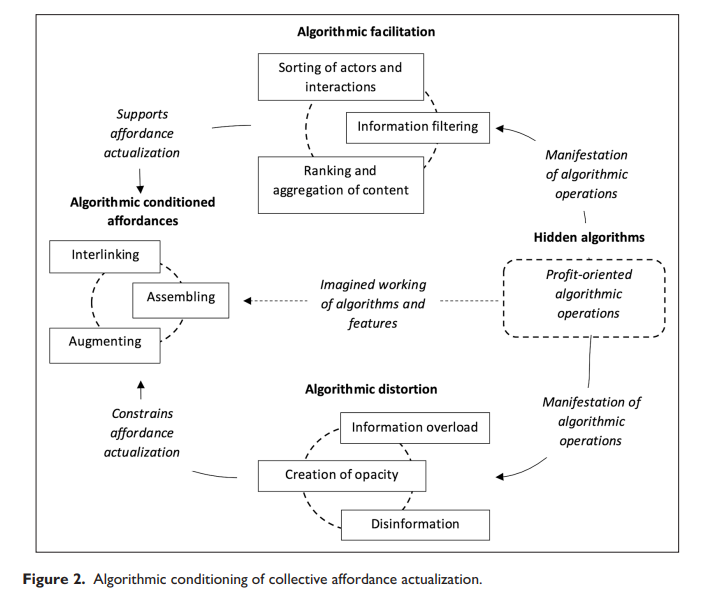 Algorithmic facilitation
Sorting of actors and
interactions
Information filtering
Ranking and
aggregation of content
Supports
affordance
actualization
Manifestation
of algorithmic
operations
Algorithmic conditioned
affordances
Interlinking
Assembling
Augmenting
Imagined working
of algorithms and
features
Hidden algorithms
Profit-oriented
algorithmic
operations
Algorithmic distortion
Information overload
Creation of opacity
Disinformation
Constrains
affordance
actualization
Manifestation of
algorithmic
operations
Figure 2. Algorithmic conditioning of collective affordance actualization.